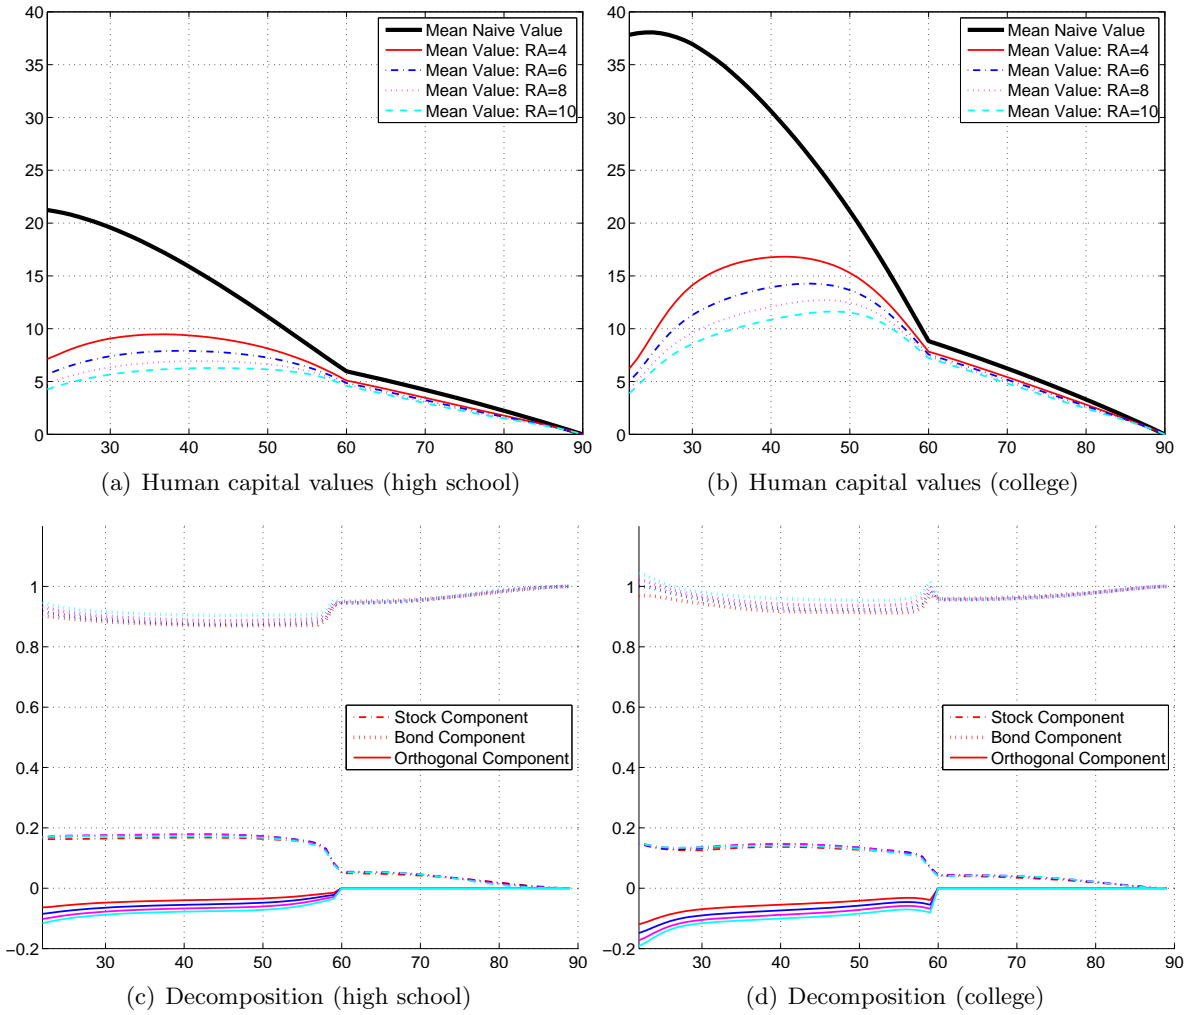 40
35
30
25
20
15
10
5
0
30 40 50 60 70 80 90
Mean Naive Value
Mean Value: RA=4
Mean Value: RA=6
Mean Value: RA=8
Mean Value: RA=10
(a) Human capital values (high school)
40
35
30
25
20
15
10
5
0
30 40 50 60 70 80 90
Mean Naive Value
Mean Value: RA=4
Mean Value: RA=6
Mean Value: RA=8
Mean Value: RA=10
(b) Human capital values (college)
1
0.8
0.6
0.4
0.2
0
−0.2
30 40 50 60 70 80 90
Stock Component
Bond Component
Orthogonal Component
(c) Decomposition (high school)
1
0.8
0.6
0.4
0.2
0
−0.2
30 40 50 60 70 80 90
Stock Component
Bond Component
Orthogonal Component
(d) Decomposition (college)